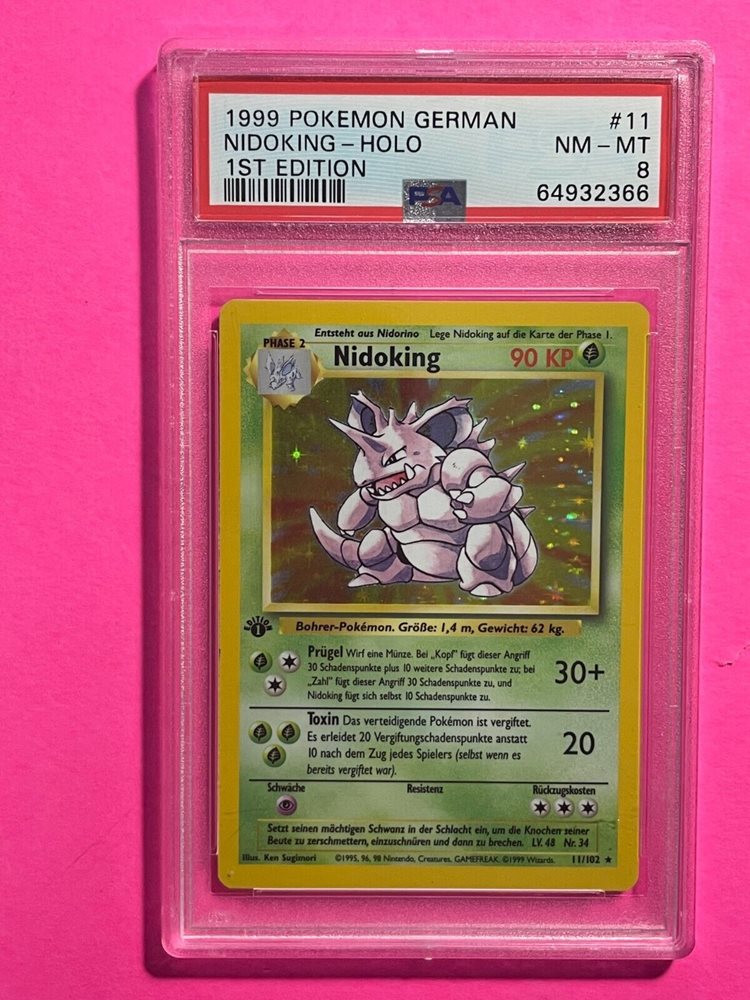 1999 POKEMON GERMAN #11
NIDOKING – HOLO NM – MT
1ST EDITION 8
PSA 64932366
Entsteht aus Nidorino Lege Nidoking auf die Karte der Phase 1.
PHASE 2
Nidoking 90 KP
EDITION 1
Bohrer-Pokémon. Größe: 1,4 m, Gewicht: 62 kg.
Prügel Wirf eine Münze. Bei „Kopf” fügt dieser Angriff
30 Schadenspunkte plus 10 weitere Schadenspunkte zu; bei
„Zahl” fügt dieser Angriff 30 Schadenspunkte zu, und
Nidoking fügt sich selbst 10 Schadenspunkte zu.
30+
Toxin Das verteidigende Pokémon ist vergiftet.
Es erleidet 20 Vergiftungschadenspunkte anstatt
10 nach dem Zug jedes Spielers (selbst wenn es
bereits vergiftet war).
20
Schwäche Resistenz Rückzugskosten
Setzt seinen mächtigen Schwanz in der Schlacht ein, um die Knochen seiner
Beute zu zerschmettern, einzuschnüren und dann zu brechen. LV. 48 Nr. 34
Illus. Ken Sugimori ©1995, 96, 98 Nintendo, Creatures, GAMEFREAK. ©1999 Wizards. 11/102 ★